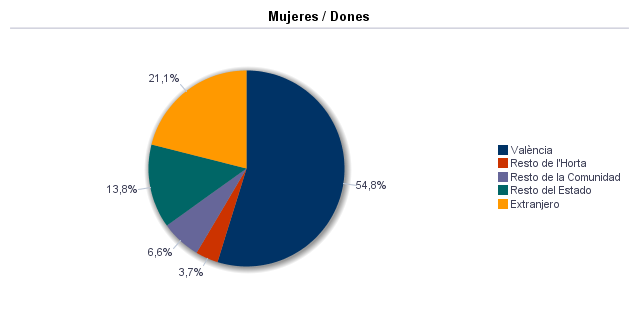 Mujeres / Dones
21,1%
13,8%
6,6%
3,7%
54,8%
València
Resto de l'Horta
Resto de la Comunidad
Resto del Estado
Extranjero